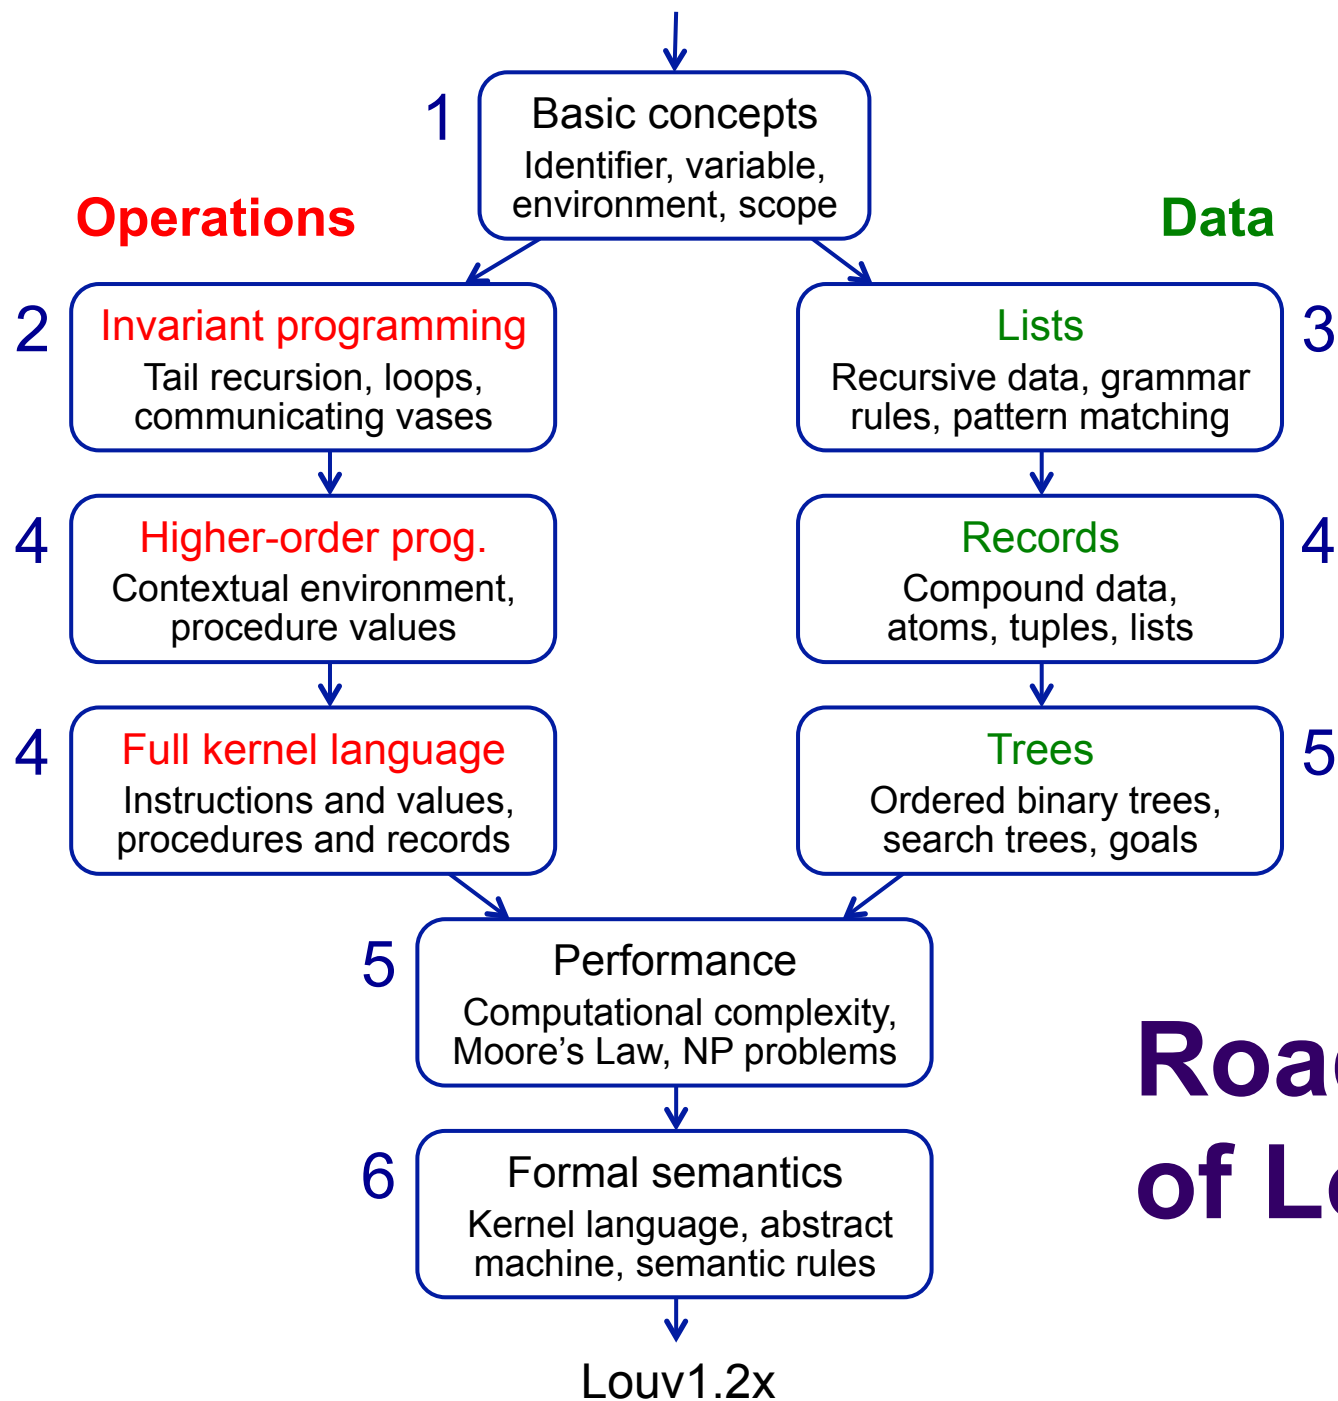 1
Basic concepts
Identifier, variable,
environment, scope
Operations
Data
2
Invariant programming
Tail recursion, loops,
communicating vases
Lists
Recursive data, grammar
rules, pattern matching
3
4
Higher-order prog.
Contextual environment,
procedure values
Records
Compound data,
atoms, tuples, lists
4
4
Full kernel language
Instructions and values,
procedures and records
Trees
Ordered binary trees,
search trees, goals
5
5
Performance
Computational complexity,
Moore’s Law, NP problems
6
Formal semantics
Kernel language, abstract
machine, semantic rules
of
Louv1.2x